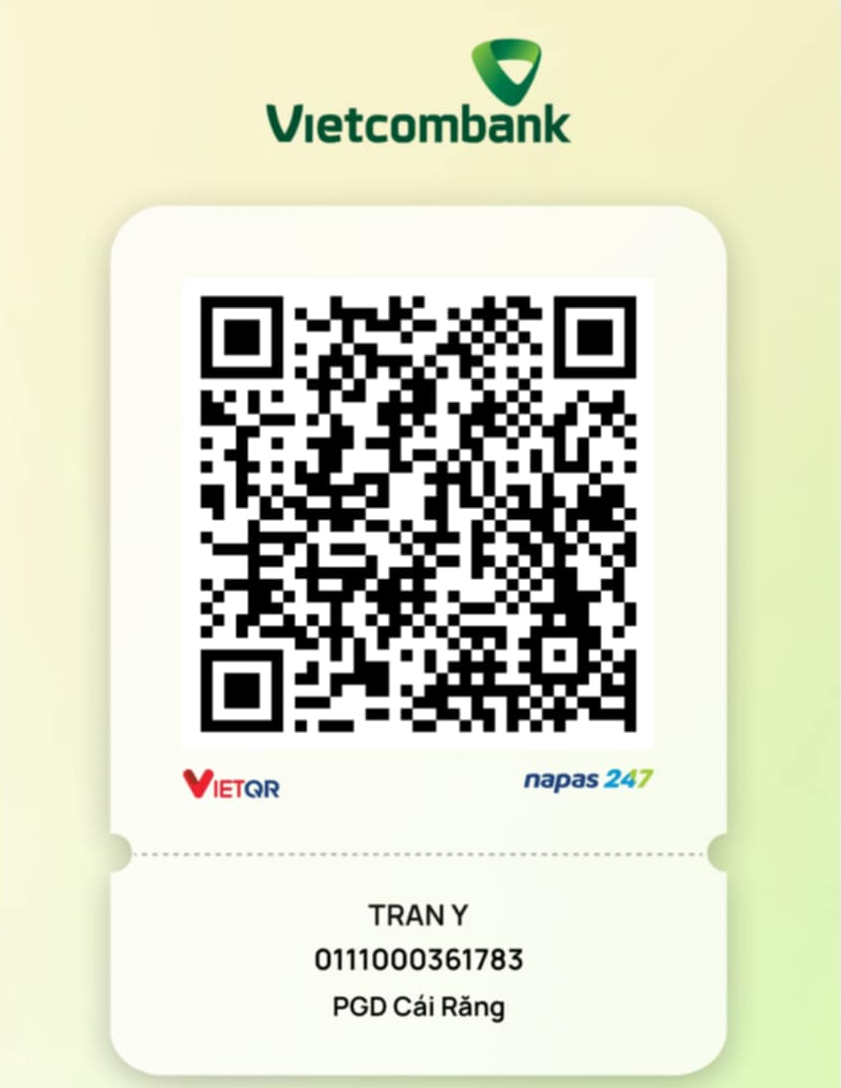 Vietcombank
VIETQR
napas 247
TRAN Y
0111000361783
PGD Cái Răng